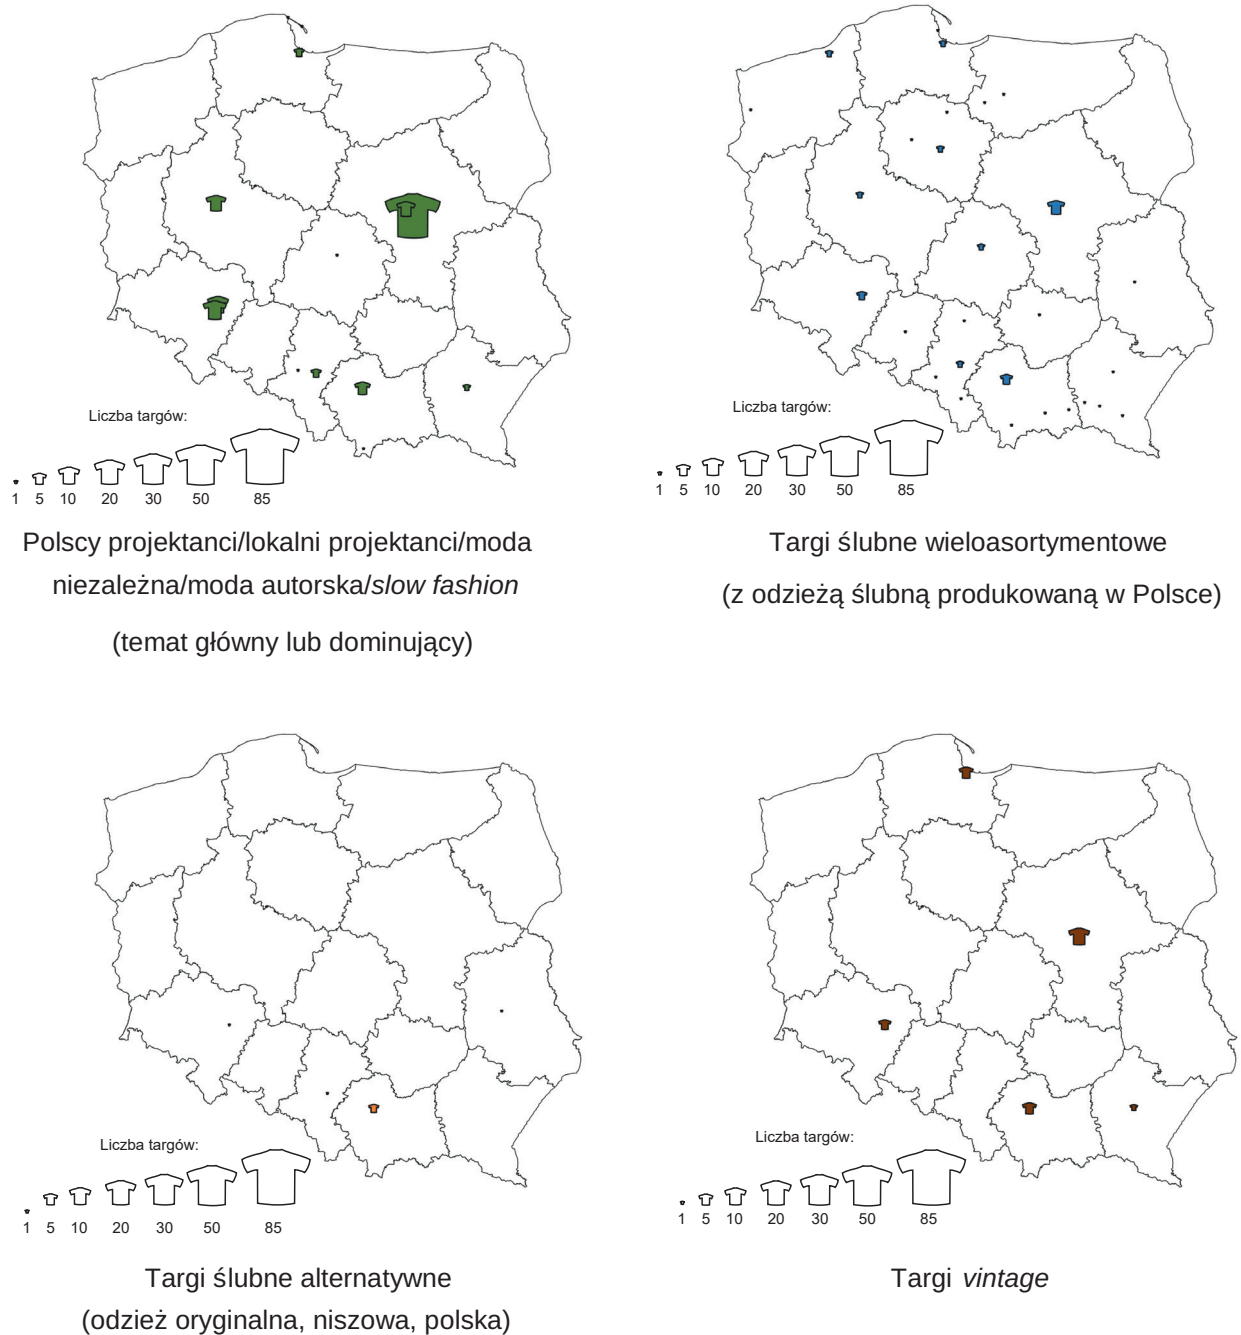 Liczba targów:
1 5 10 20 30 50 85
Polscy projektanci/lokalni projektanci/moda
niezależna/moda autorska/slow fashion
(temat główny lub dominujący)
Liczba targów:
1 5 10 20 30 50 85
Targi ślubne wieloasortymentowe
(z odzieżą ślubną produkowaną w Polsce)
Liczba targów:
1 5 10 20 30 50 85
Targi ślubne alternatywne
(odzież oryginalna, niszowa, polska)
Liczba targów:
1 5 10 20 30 50 85
Targi vintage